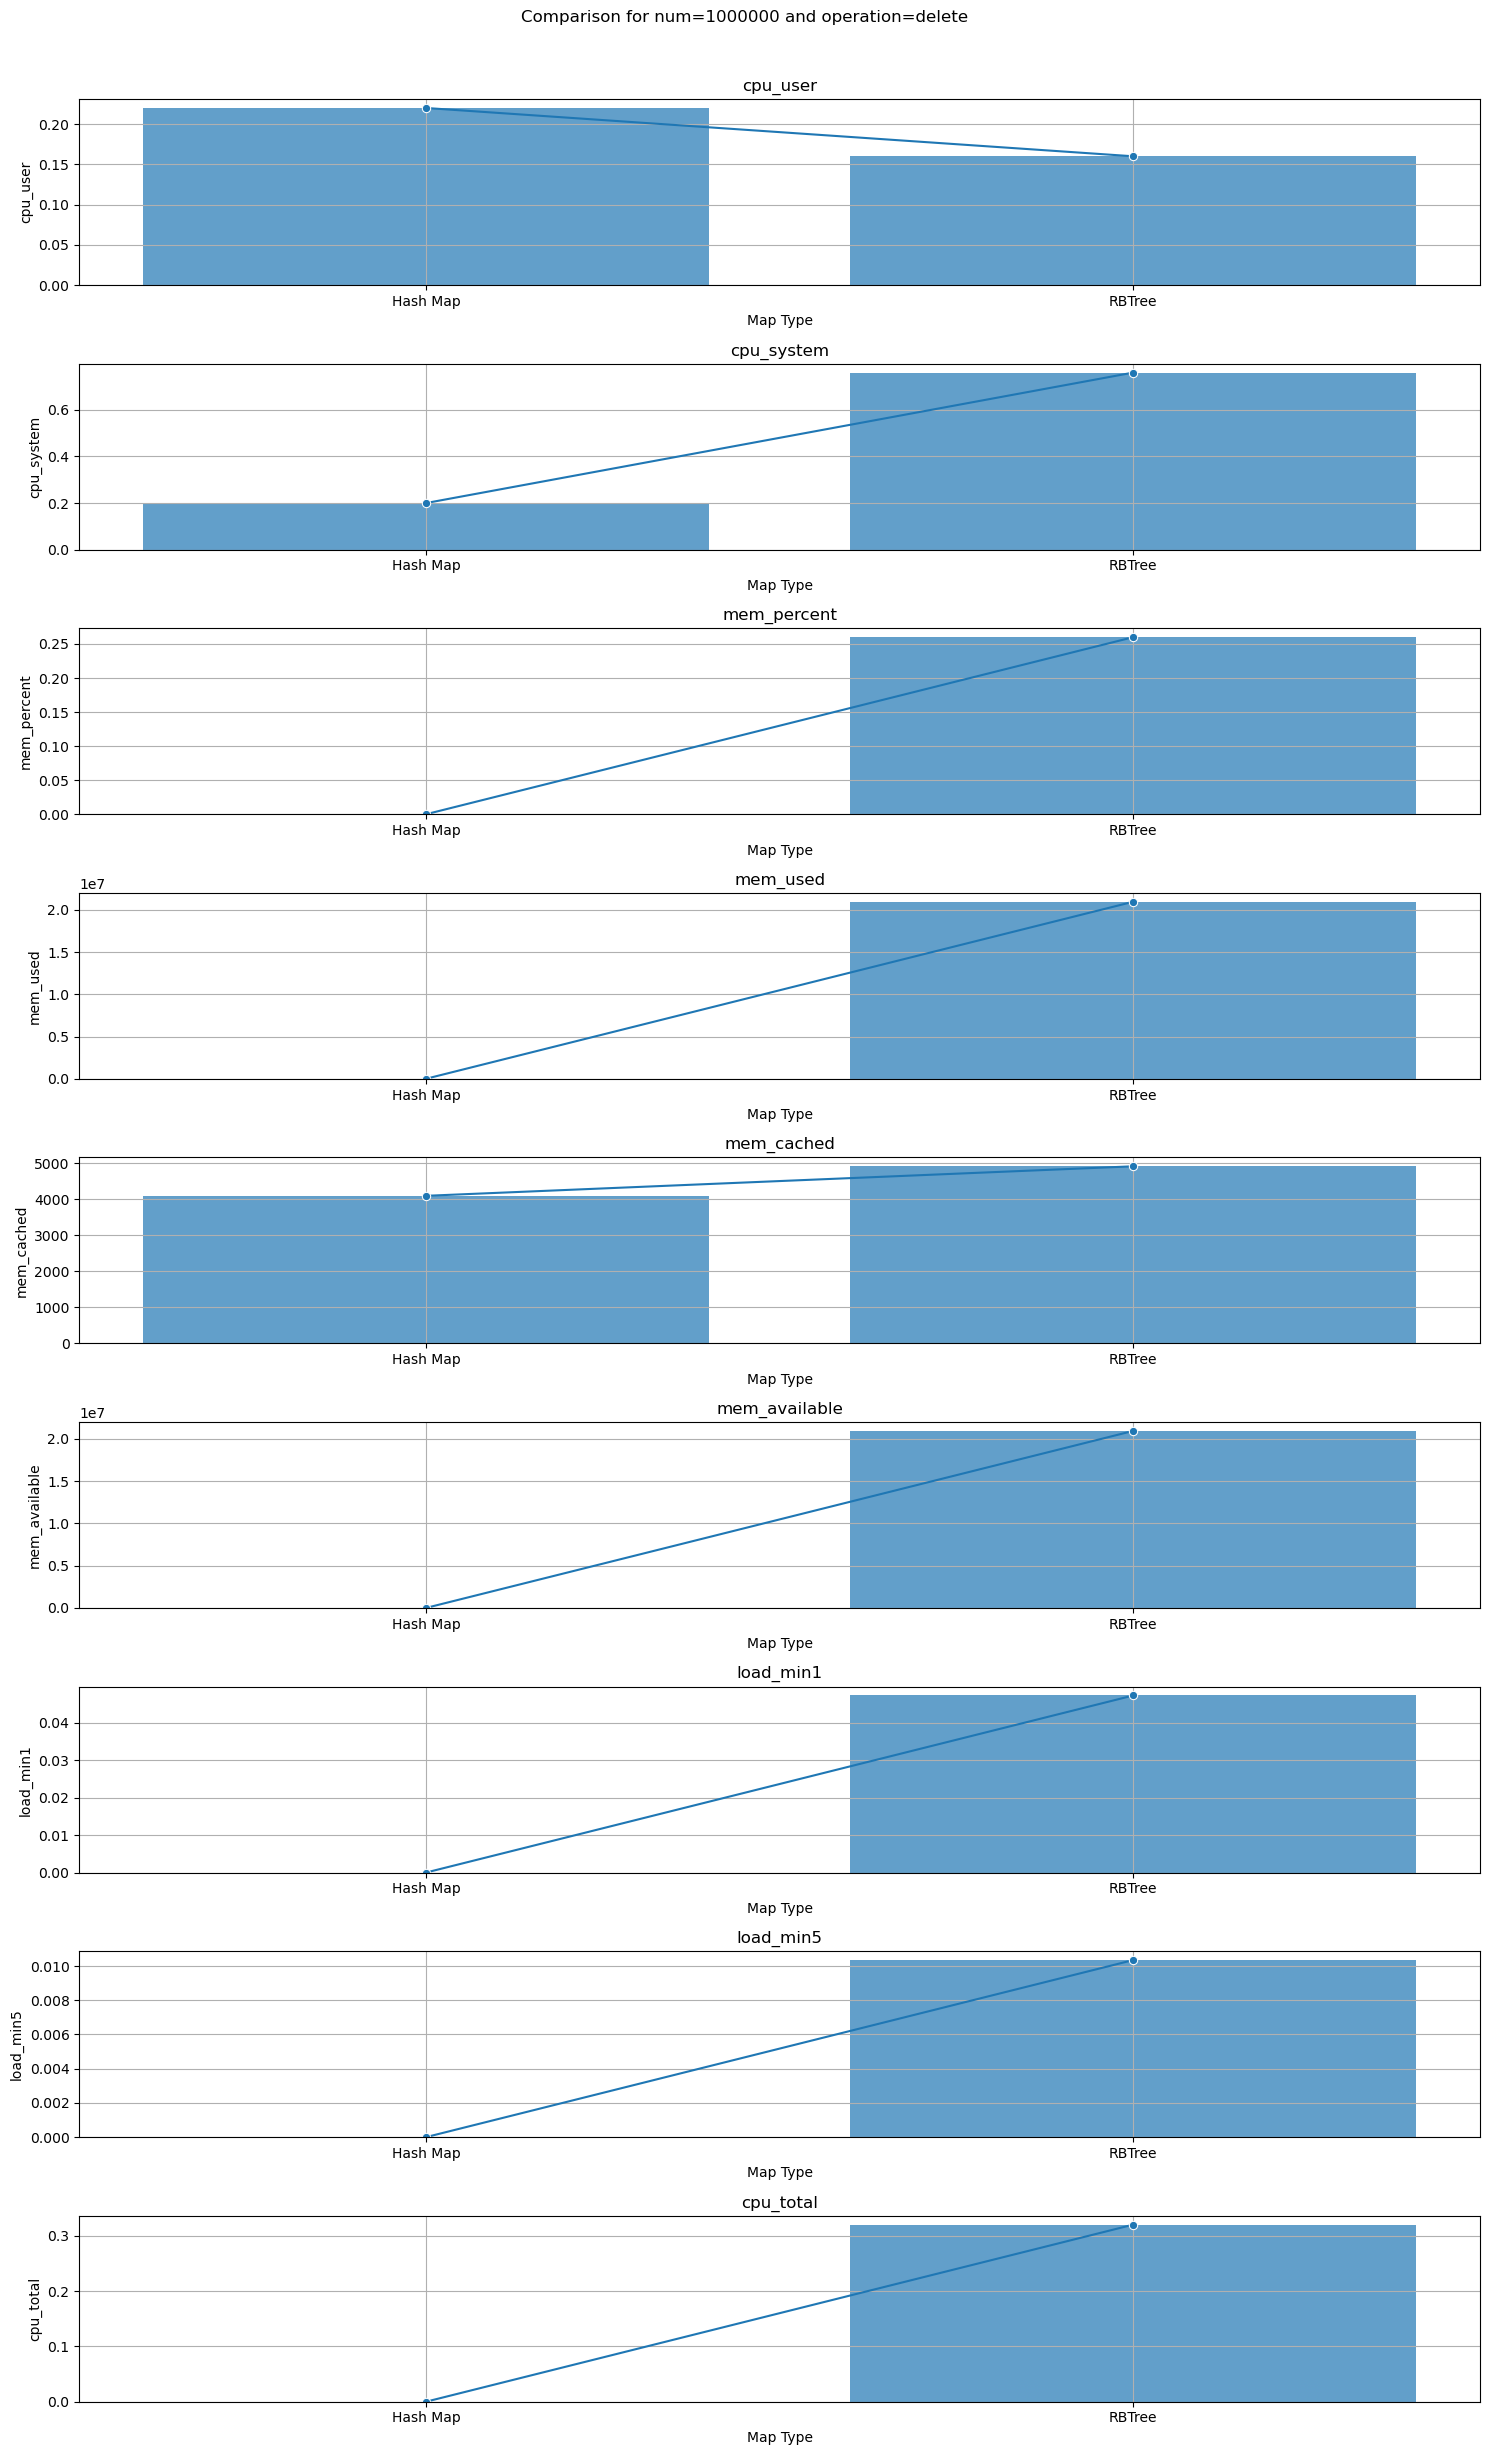 Comparison for num=1000000 and operation=delete
cpu_user
cpu_user
0.20
0.15
0.10
0.05
0.00
Hash Map
RBTree
Map Type
cpu_system
cpu_system
0.6
0.4
0.2
0.0
Hash Map
RBTree
Map Type
mem_percent
mem_percent
0.25
0.20
0.15
0.10
0.05
0.00
Hash Map
RBTree
Map Type
mem_used
1e7
mem_used
2.0
1.5
1.0
0.5
0.0
Hash Map
RBTree
Map Type
mem_cached
mem_cached
5000
4000
3000
2000
1000
0
Hash Map
RBTree
Map Type
mem_available
1e7
mem_available
2.0
1.5
1.0
0.5
0.0
Hash Map
RBTree
Map Type
load_min1
load_min1
0.04
0.03
0.02
0.01
0.00
Hash Map
RBTree
Map Type
load_min5
load_min5
0.010
0.008
0.006
0.004
0.002
0.000
Hash Map
RBTree
Map Type
cpu_total
cpu_total
0.3
0.2
0.1
0.0
Hash Map
RBTree
Map Type